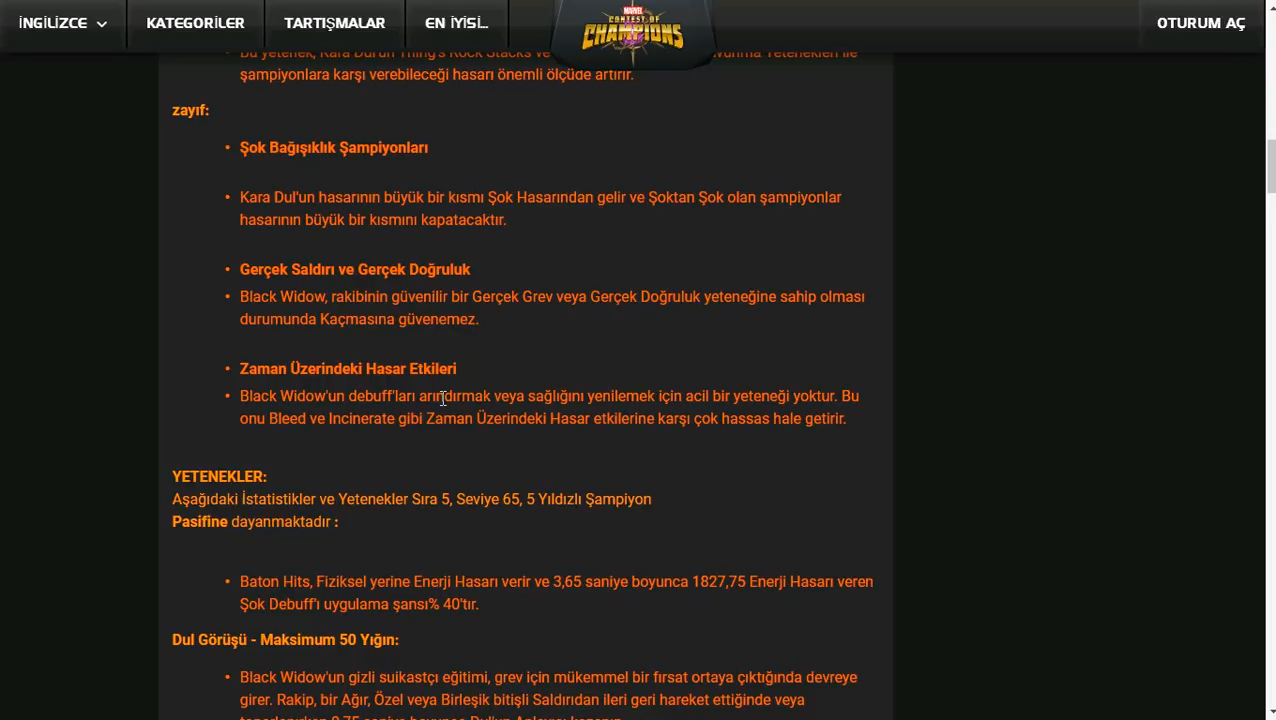 İNGİLİZCE
KATEGORİLER
TARTIŞMALAR
EN İYİSİ..
MARVEL
CONTEST OF
CHAMPIONS
OTURUM AÇ
Bu yetenek, Kara Dul'un Thing's Rock Stacks ve Yetenekleri ile
şampiyonlara karşı verebileceği hasarı önemli ölçüde artırır.
zayıf:
• Şok Bağışıklık Şampiyonları
• Kara Dul'un hasarının büyük bir kısmı Şok Hasarından gelir ve Şoktan Şok olan şampiyonlar
hasarının büyük bir kısmını kapatacaktır.
• Gerçek Saldırı ve Gerçek Doğruluk
• Black Widow, rakibinin güvenilir bir Gerçek Grev veya Gerçek Doğruluk yeteneğine sahip olması
durumunda Kaçmasına güvenemez.
• Zaman Üzerindeki Hasar Etkileri
• Black Widow'un debuff'ları arındırmak veya sağlığını yenilemek için acil bir yeteneği yoktur. Bu
onu Bleed ve Incinerate gibi Zaman Üzerindeki Hasar etkilerine karşı çok hassas hale getirir.
YETENEKLER:
Aşağıdaki İstatistikler ve Yetenekler Sıra 5, Seviye 65, 5 Yıldızlı Şampiyon
Pasifine dayanmaktadır :
• Baton Hits, Fiziksel yerine Enerji Hasarı verir ve 3,65 saniye boyunca 1827,75 Enerji Hasarı veren
Şok Debuff'ı uygulama şansı% 40'tır.
Dul Görüşü - Maksimum 50 Yığın:
• Black Widow'un gizli suikastçı eğitimi, grev için mükemmel bir fırsat ortaya çıktığında devreye
girer. Rakip, bir Ağır, Özel veya Birleşik bitişli Saldırıdan ileri geri hareket ettiğinde veya